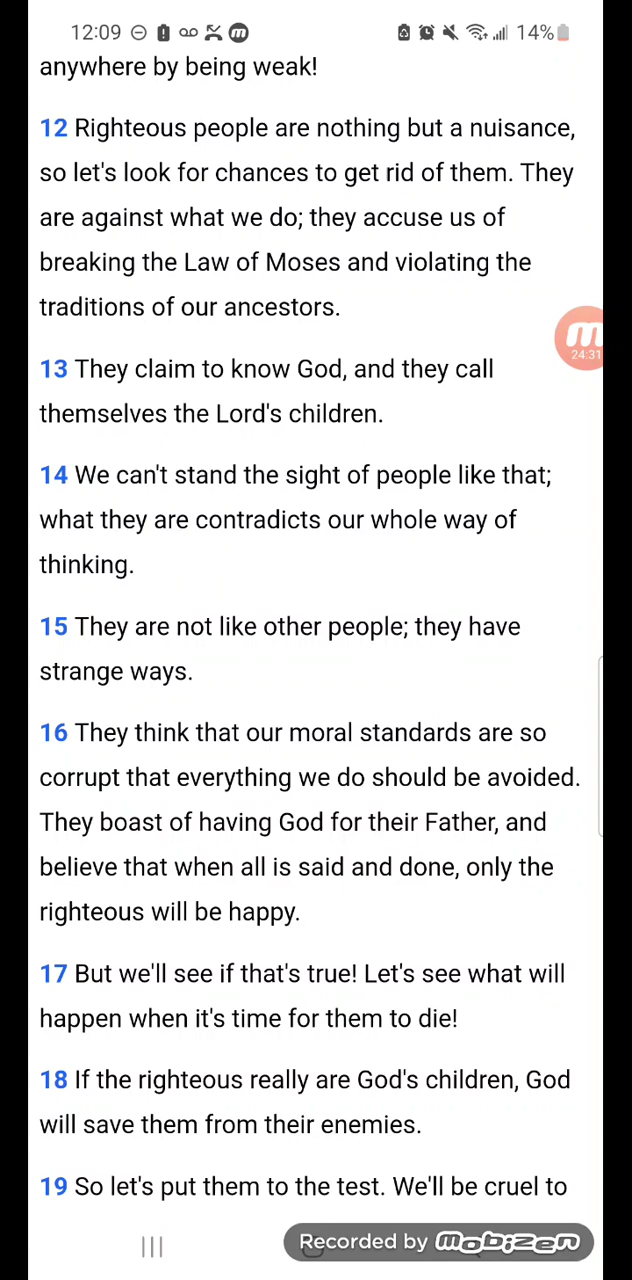 12:09 14%
anywhere by being weak!
12 Righteous people are nothing but a nuisance,
so let's look for chances to get rid of them. They
are against what we do; they accuse us of
breaking the Law of Moses and violating the
traditions of our ancestors.
24:31
13 They claim to know God, and they call
themselves the Lord's children.
14 We can't stand the sight of people like that;
what they are contradicts our whole way of
thinking.
15 They are not like other people; they have
strange ways.
16 They think that our moral standards are so
corrupt that everything we do should be avoided.
They boast of having God for their Father, and
believe that when all is said and done, only the
righteous will be happy.
17 But we'll see if that's true! Let's see what will
happen when it's time for them to die!
18 If the righteous really are God's children, God
will save them from their enemies.
19 So let's put them to the test. We'll be cruel to
Recorded by mobizen